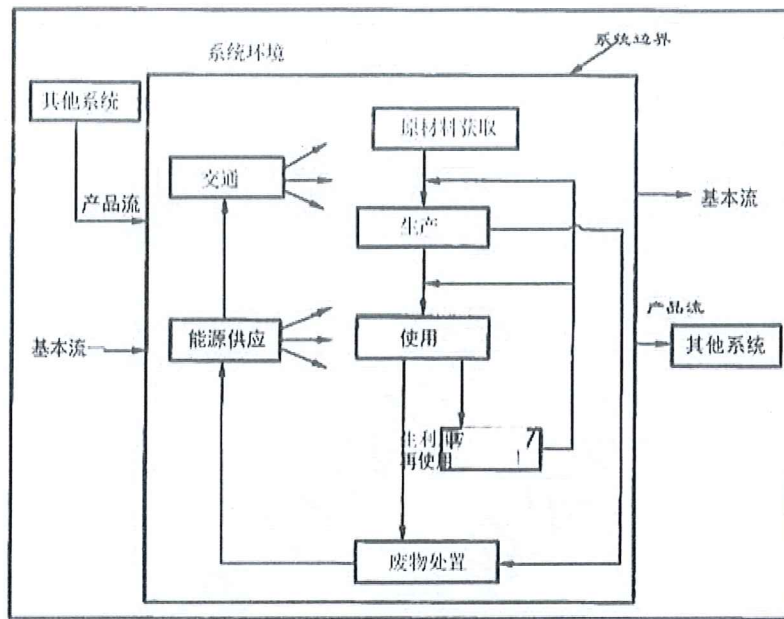 系统环境
系统边界
其他系统
原材料获取
交通
产品流
基本流
生产
能源供应
使用
产品流
基本流
其他系统
再使用
废物处置